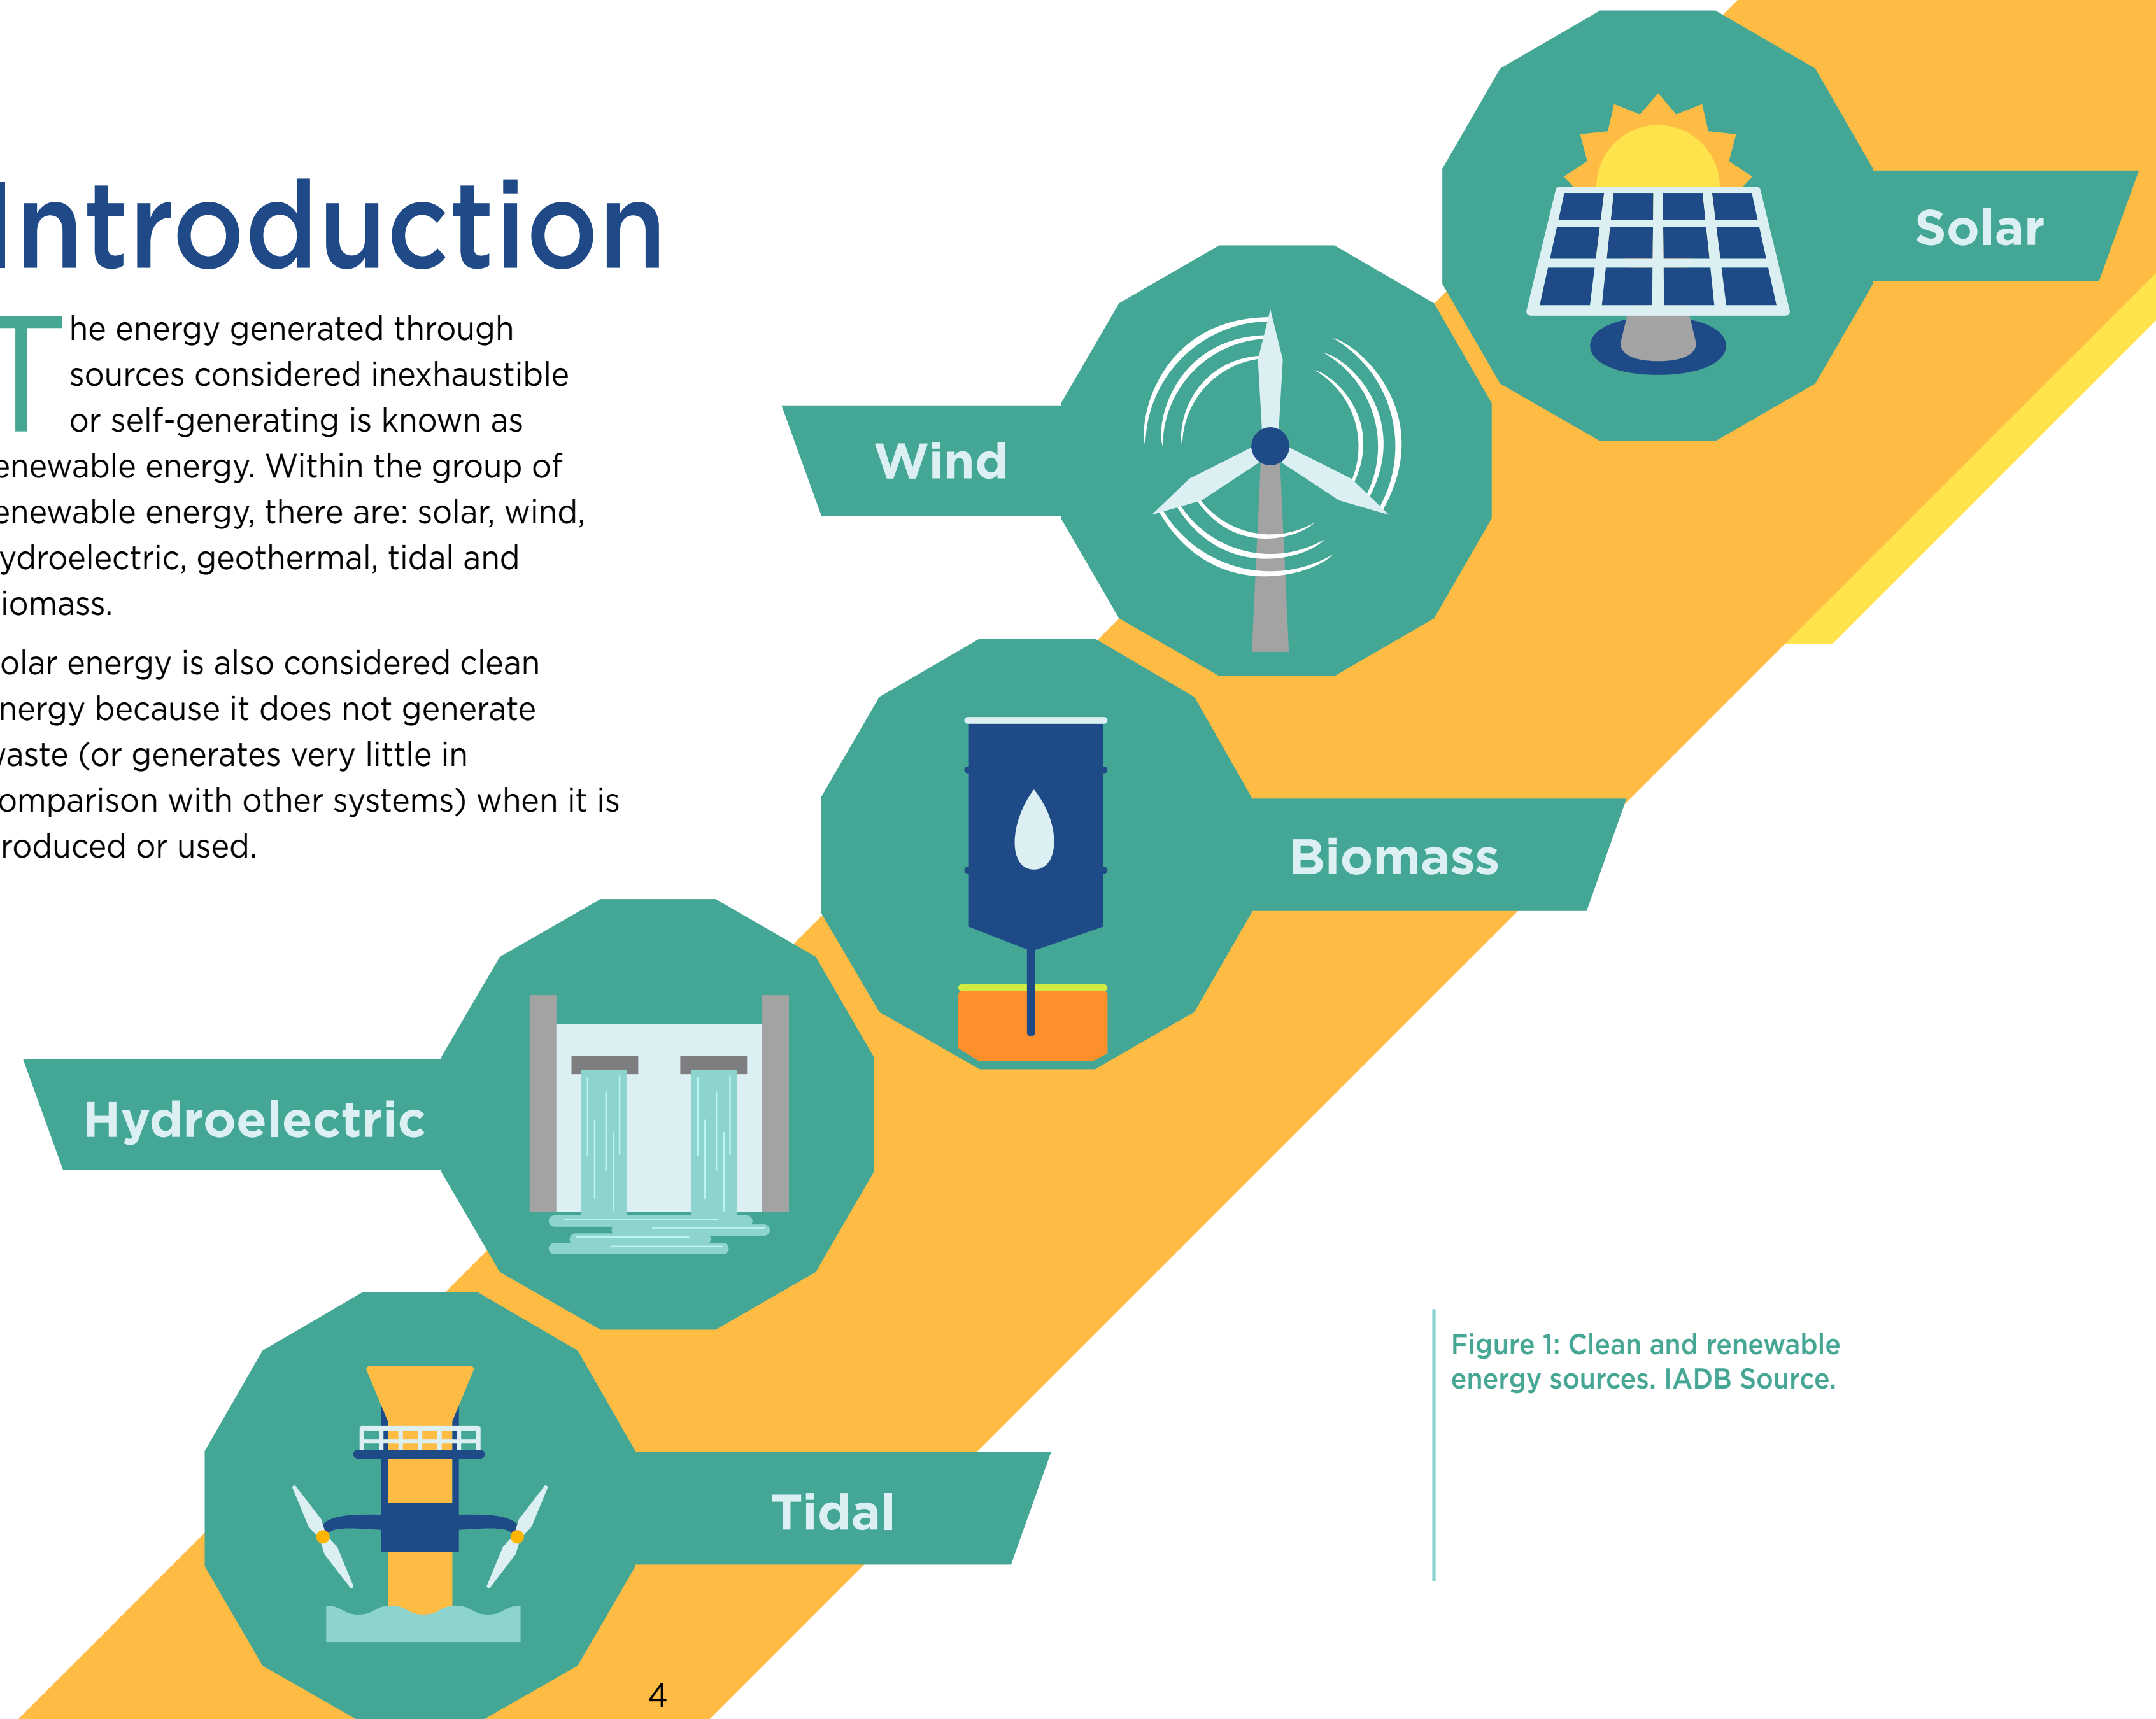 Introduction
The energy generated through
sources considered inexhaustible
or self-generating is known as
enewable energy. Within the group of
enewable energy, there are: solar, wind,
ydroelectric, geothermal, tidal and
iomass.
olar energy is also considered clean
nergy because it does not generate
aste (or generates very little in
omparison with other systems) when it is
roduced or used.
Solar
Wind
Biomass
Hydroelectric
Tidal
Figure 1: Clean and renewable
energy sources. IADB Source.
4